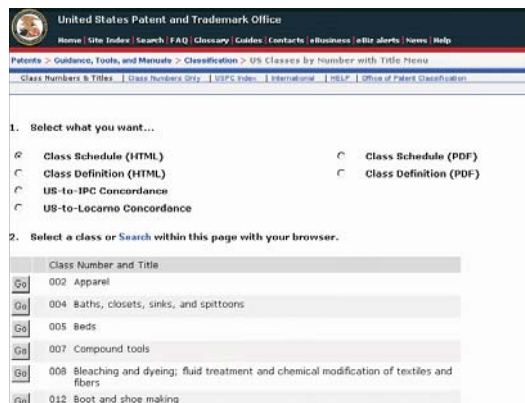 United States Patent and Trademark Office
Home | Site Index | Search | FAQ | Glossary | Guides | Contacts | eBusiness | eBiz alerts | News | Help
Patents > Guidance, Tools, and Manuals > Classification > US Classes by Number with Title Menu
Class Numbers & Titles | Class Numbers Only | USPC Index | International | HELP | Office of Patent Classification
1. Select what you want...
Class Schedule (HTML) Class Schedule (PDF)
Class Definition (HTML) Class Definition (PDF)
US-to-IPC Concordance
US-to-Locarno Concordance
2. Select a class or Search within this page with your browser.
Class Number and Title
Go 002 Apparel
Go 004 Baths, closets, sinks, and spittoons
Go 005 Beds
Go 007 Compound tools
Go 008 Bleaching and dyeing; fluid treatment and chemical modification of textiles and
fibers
Go 012 Boot and shoe making